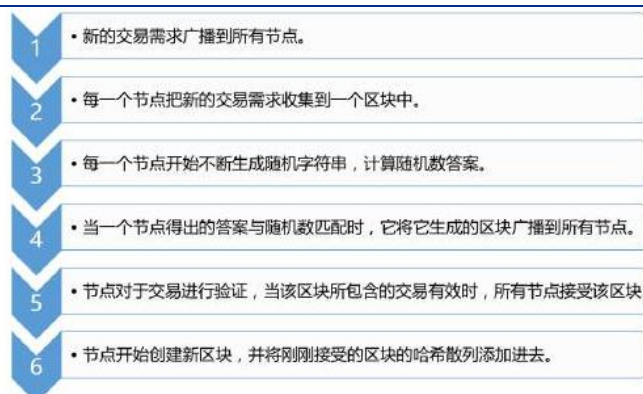 1
• 新的交易需求广播到所有节点。
2
• 每一个节点把新的交易需求收集到一个区块中。
3
• 每一个节点开始不断生成随机字符串，计算随机数答案。
4
• 当一个节点得出的答案与随机数匹配时，它将它生成的区块广播到所有节点。
5
• 节点对于交易进行验证，当该区块所包含的交易有效时，所有节点接受该区块
6
• 节点开始创建新区块，并将刚刚接受的区块的哈希散列添加进去。